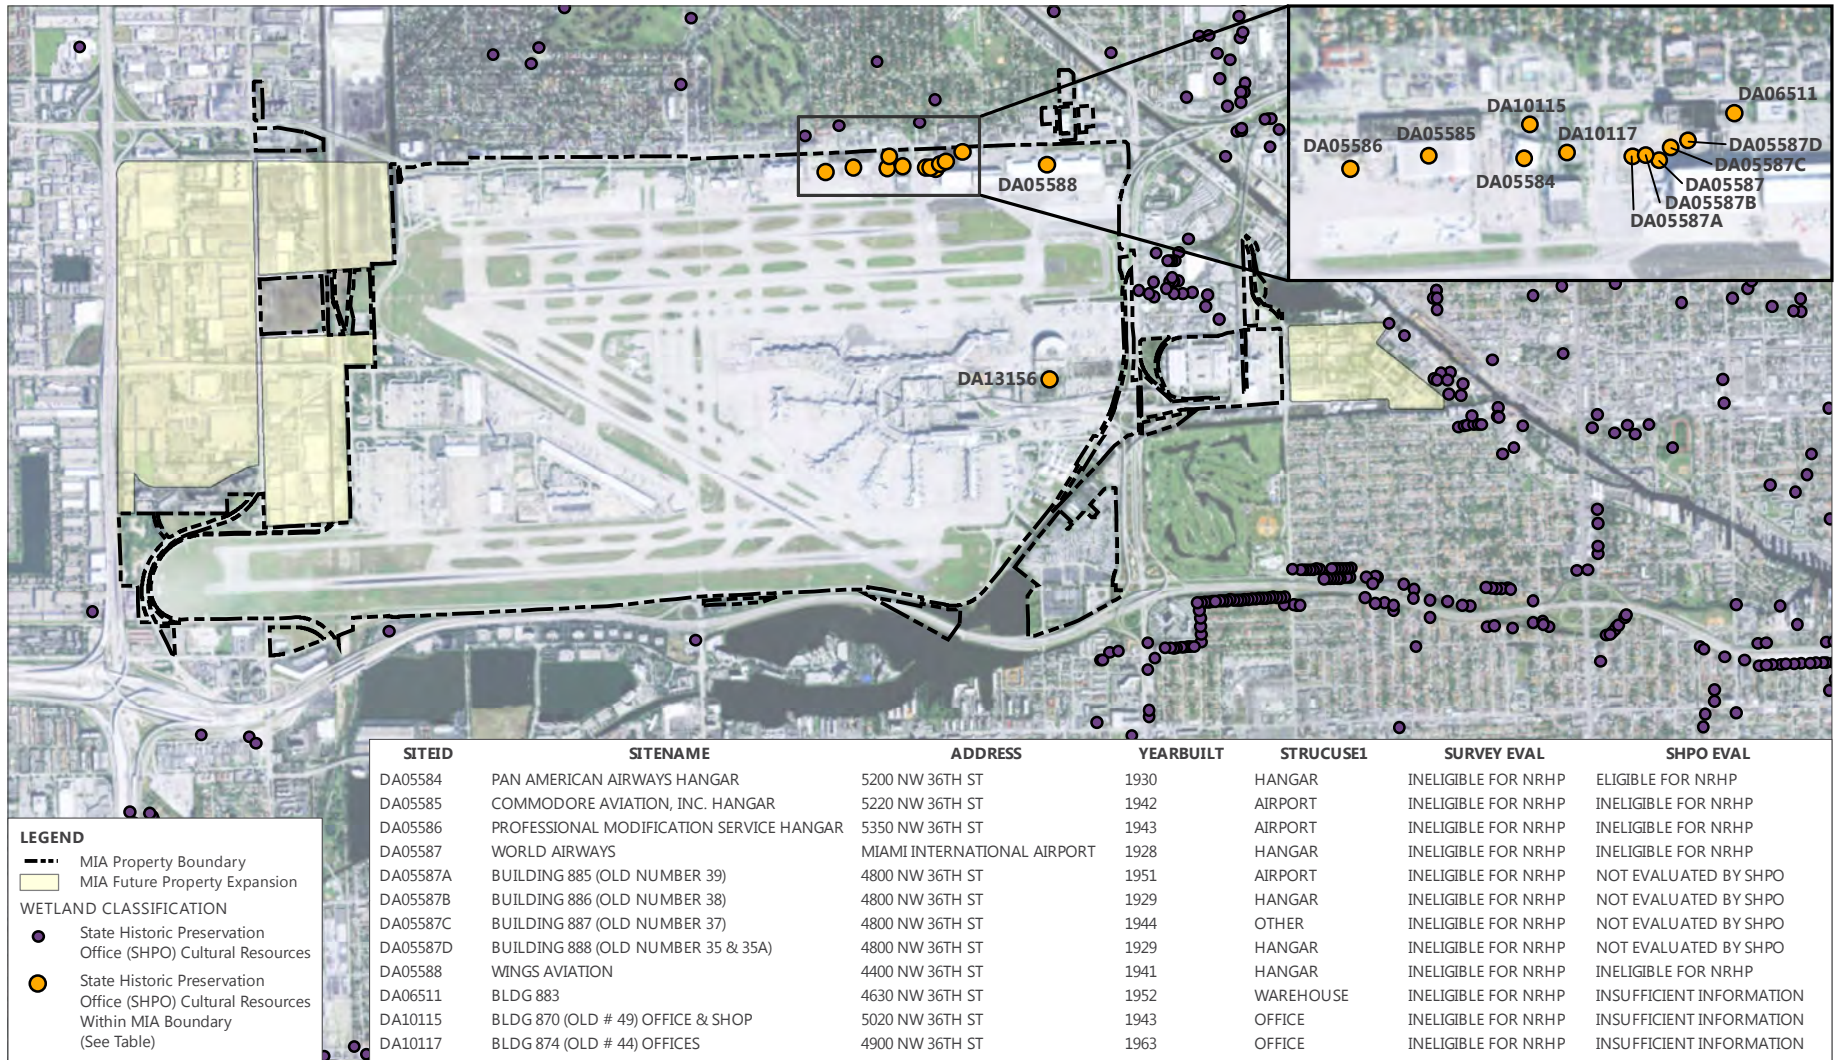 DA10115
DA06511
DA05586
DA05585
DA10117
DA05587D
DA05587C
DA05584
DA05587
DA05587B
DA05587A
DA05588
DA13156
SITEID SITENAME ADDRESS YEARBUILT STRUCUSE1 SURVEY EVAL SHPO EVAL
DA05584 PAN AMERICAN AIRWAYS HANGAR 5200 NW 36TH ST 1930 HANGAR INELIGIBLE FOR NRHP ELIGIBLE FOR NRHP
DA05585 COMMODORE AVIATION, INC. HANGAR 5220 NW 36TH ST 1942 AIRPORT INELIGIBLE FOR NRHP INELIGIBLE FOR NRHP
DA05586 PROFESSIONAL MODIFICATION SERVICE HANGAR 5350 NW 36TH ST 1943 AIRPORT INELIGIBLE FOR NRHP INELIGIBLE FOR NRHP
DA05587 WORLD AIRWAYS MIAMI INTERNATIONAL AIRPORT 1928 HANGAR INELIGIBLE FOR NRHP INELIGIBLE FOR NRHP
DA05587A BUILDING 885 (OLD NUMBER 39) 4800 NW 36TH ST 1951 AIRPORT INELIGIBLE FOR NRHP NOT EVALUATED BY SHPO
DA05587B BUILDING 886 (OLD NUMBER 38) 4800 NW 36TH ST 1929 HANGAR INELIGIBLE FOR NRHP NOT EVALUATED BY SHPO
DA05587C BUILDING 887 (OLD NUMBER 37) 4800 NW 36TH ST 1944 OTHER INELIGIBLE FOR NRHP NOT EVALUATED BY SHPO
DA05587D BUILDING 888 (OLD NUMBER 35 & 35A) 4800 NW 36TH ST 1929 HANGAR INELIGIBLE FOR NRHP NOT EVALUATED BY SHPO
DA05588 WINGS AVIATION 4400 NW 36TH ST 1941 HANGAR INELIGIBLE FOR NRHP INELIGIBLE FOR NRHP
DA06511 BLDG 883 4630 NW 36TH ST 1952 WAREHOUSE INELIGIBLE FOR NRHP INSUFFICIENT INFORMATION
DA10115 BLDG 870 (OLD # 49) OFFICE & SHOP 5020 NW 36TH ST 1943 OFFICE INELIGIBLE FOR NRHP INSUFFICIENT INFORMATION
DA10117 BLDG 874 (OLD # 44) OFFICES 4900 NW 36TH ST 1963 OFFICE INELIGIBLE FOR NRHP INSUFFICIENT INFORMATION
LEGEND
MIA Property Boundary
MIA Future Property Expansion
WETLAND CLASSIFICATION
State Historic Preservation
Office (SHPO) Cultural Resources
State Historic Preservation
Office (SHPO) Cultural Resources
Within MIA Boundary
(See Table)